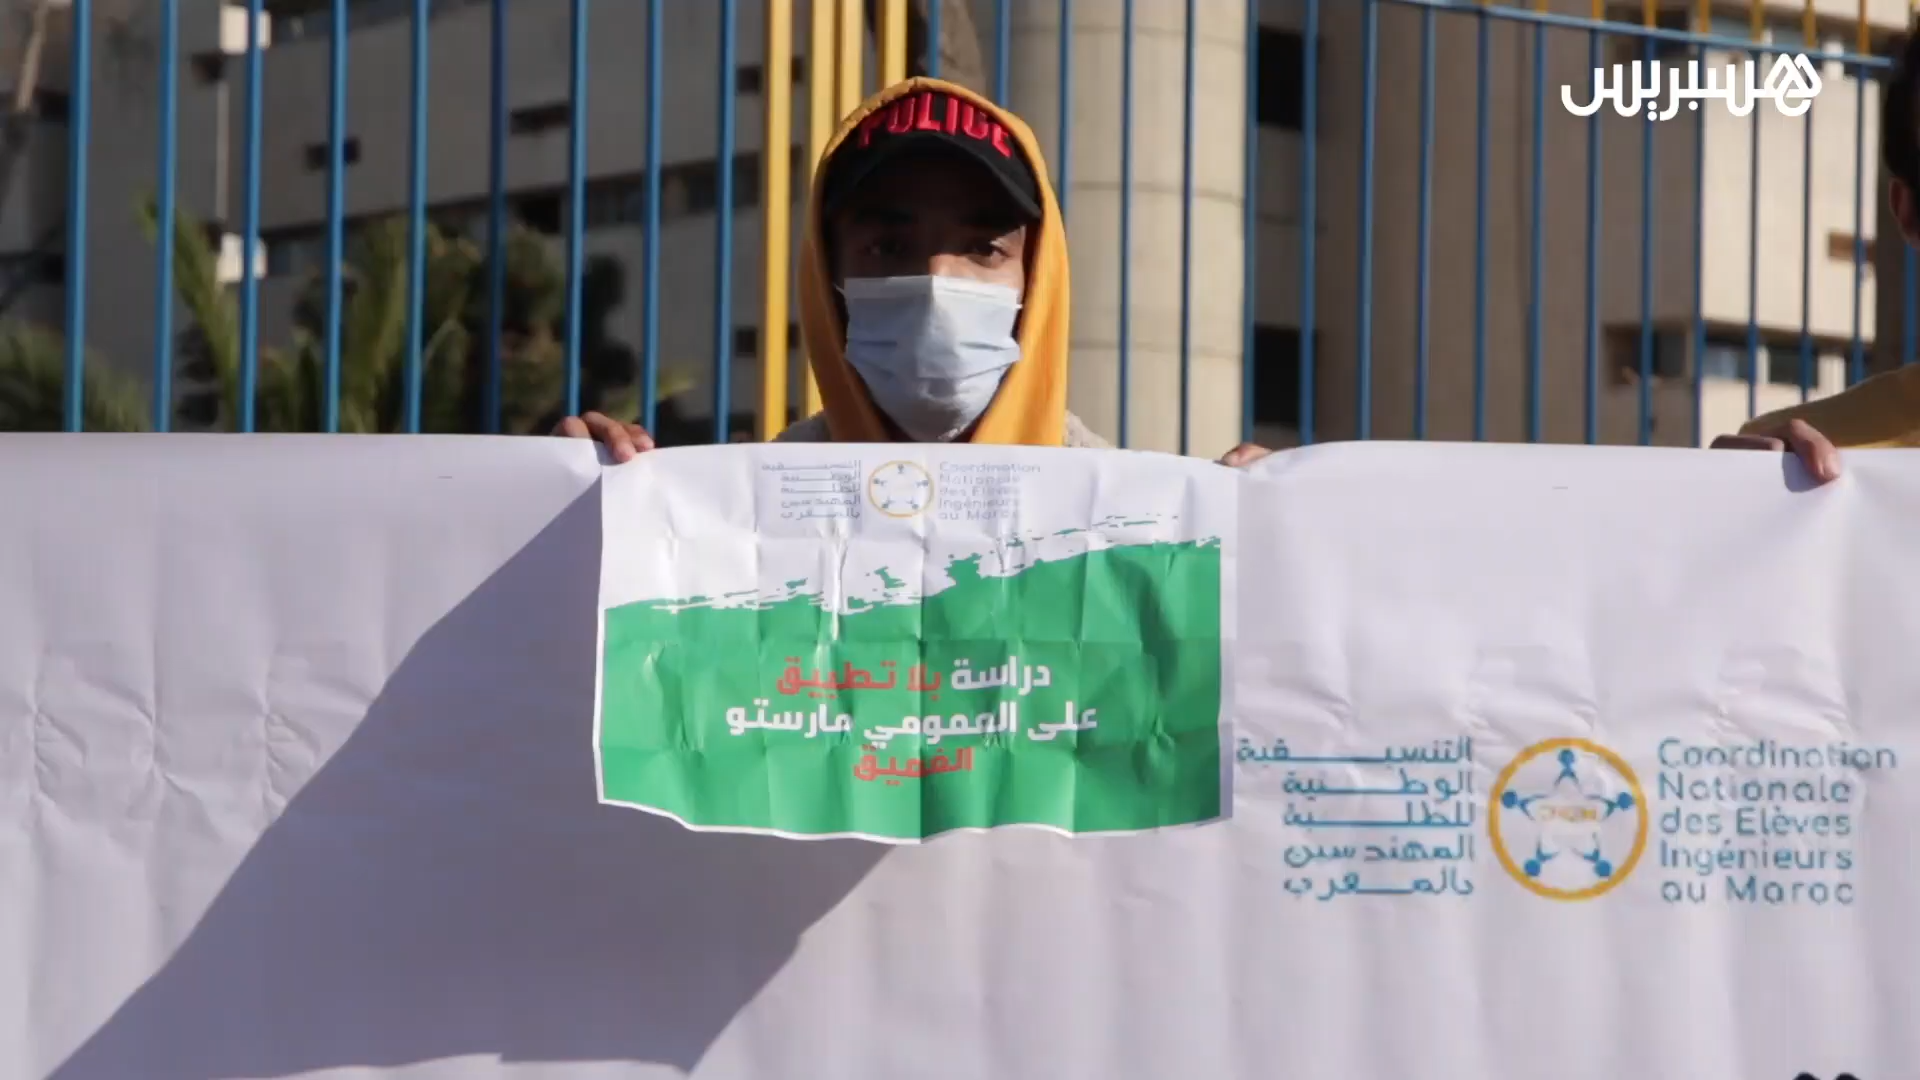 هسبريس
POLICE
التنسيقية
الوطنية
للطلبة
المهندسين
بالمغرب
Coordination
Nationale
des Elèves
Ingénieurs
au Maroc
دراسة بلا تطبيق
على العمومي مارستو
الغميق
التنسيقية
الوطنية
للطلبة
المهندسين
بالمغرب
Coordination
Nationale
des Elèves
Ingénieurs
au Maroc